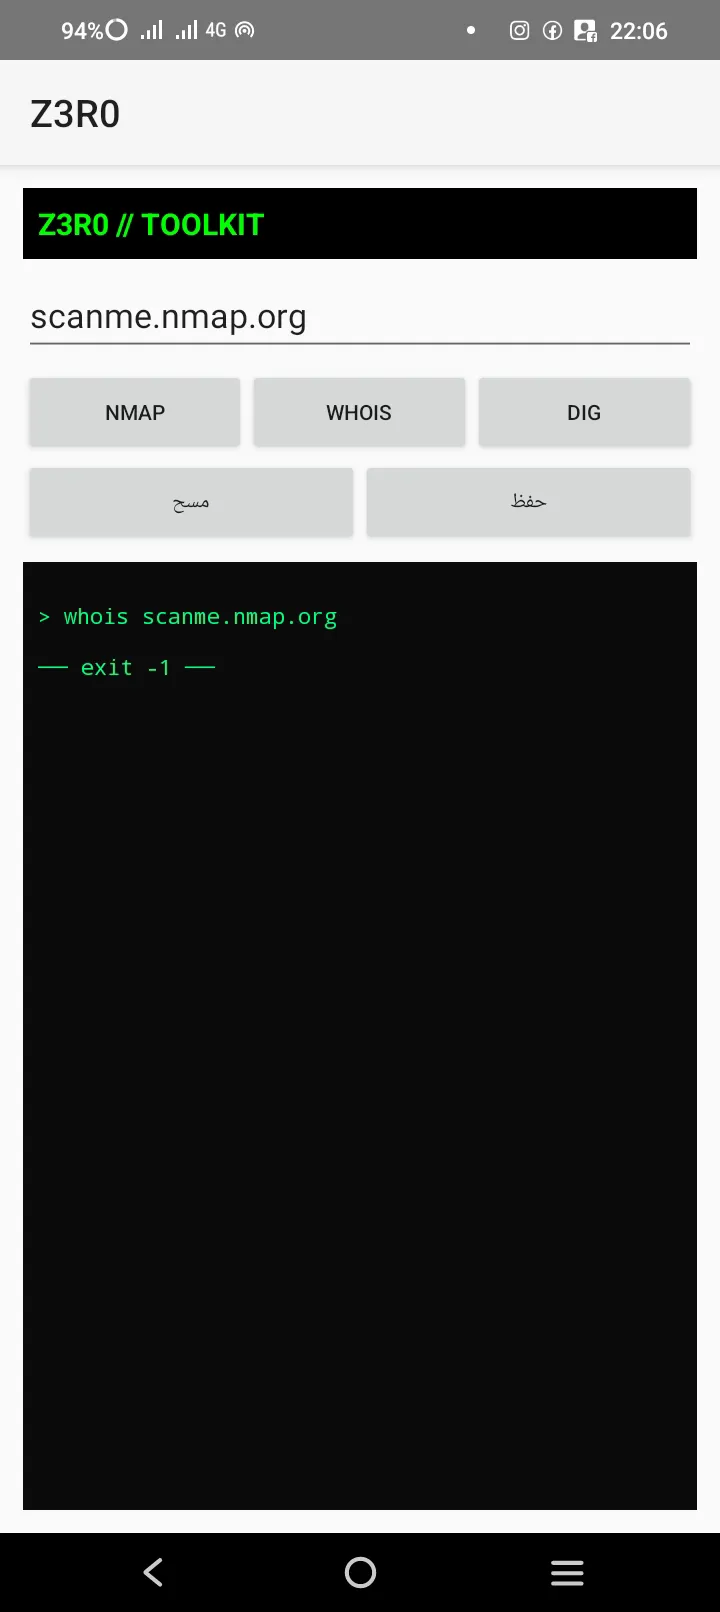 94% 4G 22:06
Z3R0
Z3R0 // TOOLKIT
scanme.nmap.org
NMAP WHOIS DIG
مسح حفظ
> whois scanme.nmap.org
── exit -1 ──